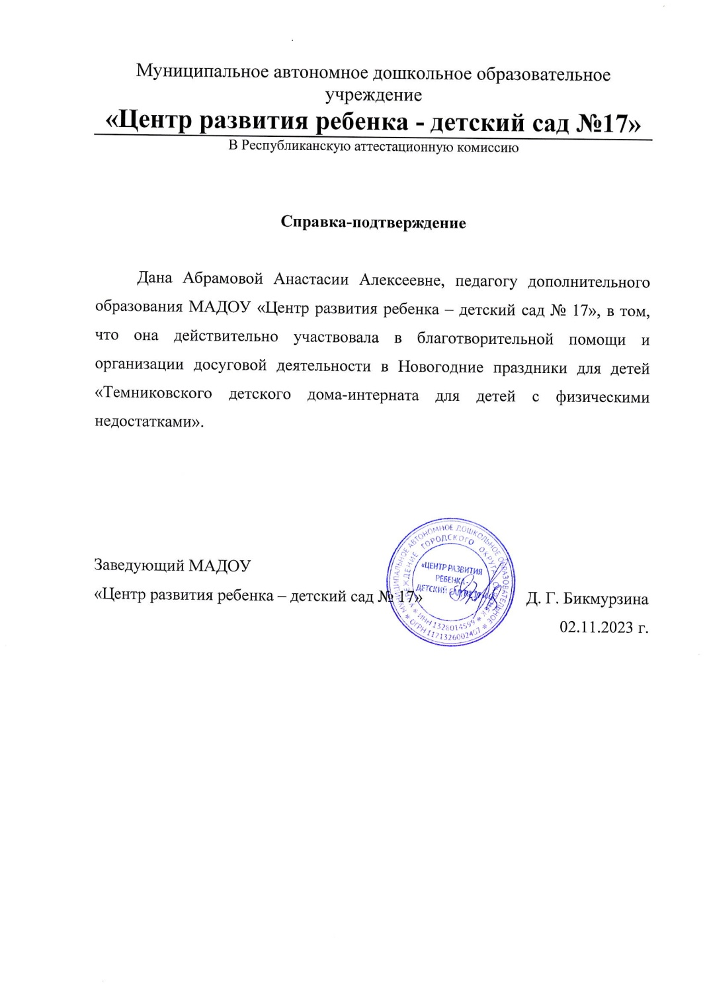 Муниципальное автономное дошкольное образовательное
учреждение
«Центр развития ребенка - детский сад №17»
В Республиканскую аттестационную комиссию
Справка-подтверждение
Дана Абрамовой Анастасии Алексеевне, педагогу дополнительного
образования МАДОУ «Центр развития ребенка – детский сад № 17», в том,
что она действительно участвовала в благотворительной помощи и
организации досуговой деятельности в Новогодние праздники для детей
«Темниковского детского дома-интерната для детей с физическими
недостатками».
Заведующий МАДОУ
«Центр развития ребенка – детский сад № 17»
Д. Г. Бикмурзина
02.11.2023 г.
МУНИЦИПАЛЬНОЕ АВТОНОМНОЕ ДОШКОЛЬНОЕ ОБРАЗОВАТЕЛЬНОЕ
УЧРЕЖДЕНИЕ ГОРОДСКОГО ОКРУГА
«ЦЕНТР РАЗВИТИЯ
РЕБЕНКА -
ДЕТСКИЙ САД
ИНН 1328014599
ОГРН